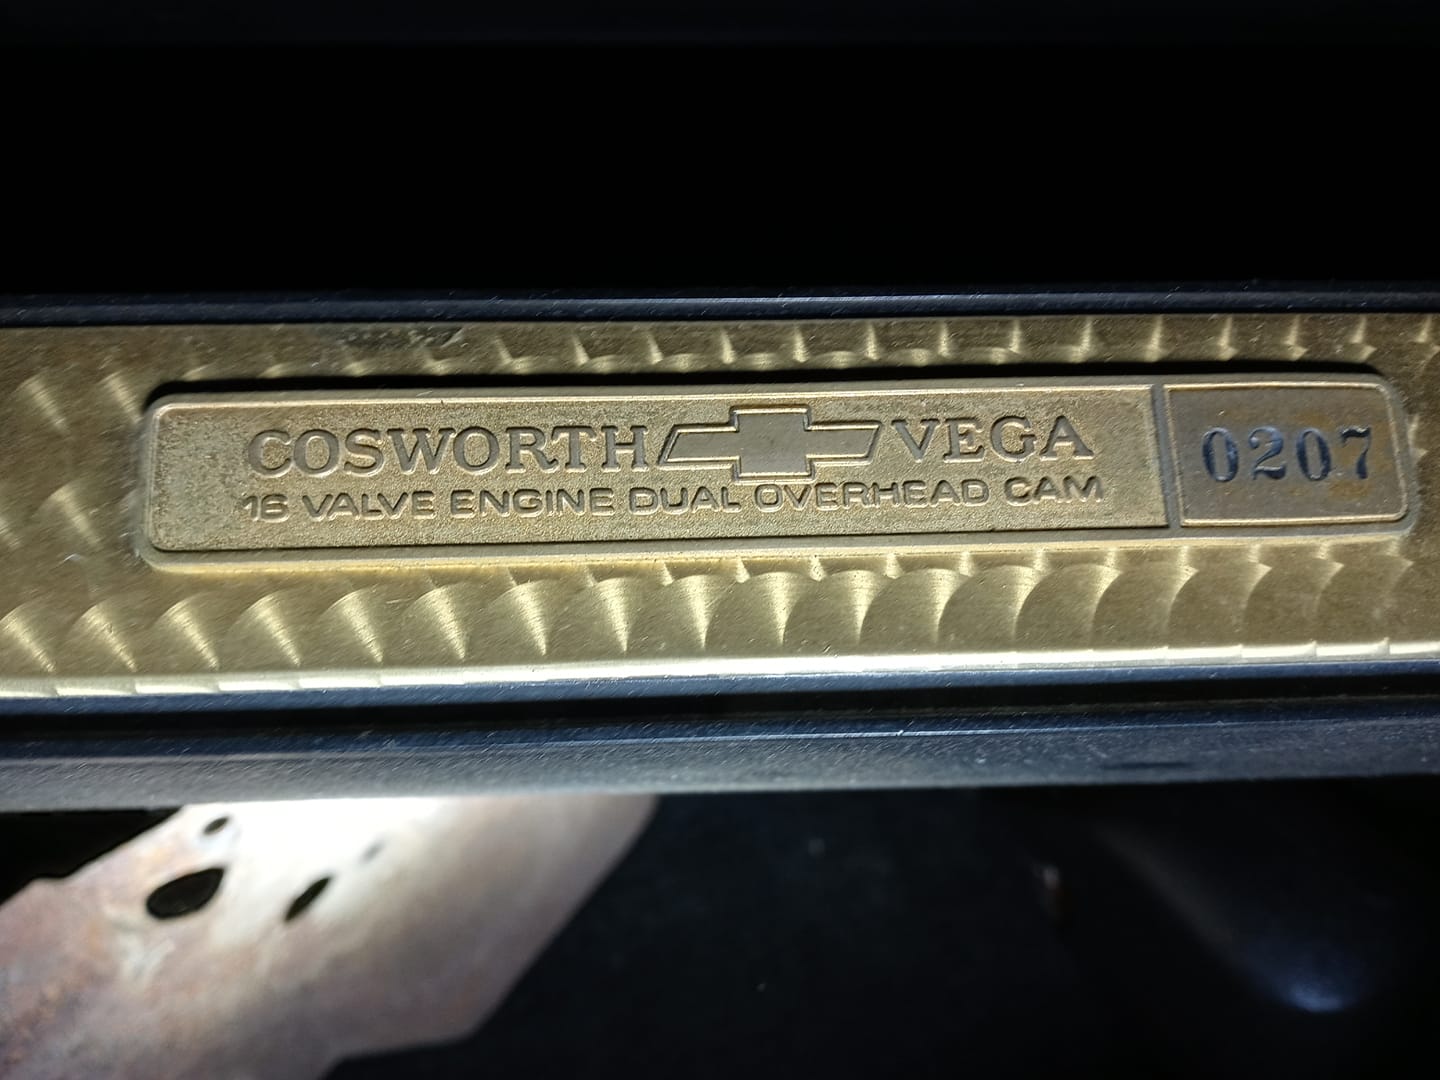 COSWORTH VEGA
16 VALVE ENGINE DUAL OVERHEAD CAM
0207